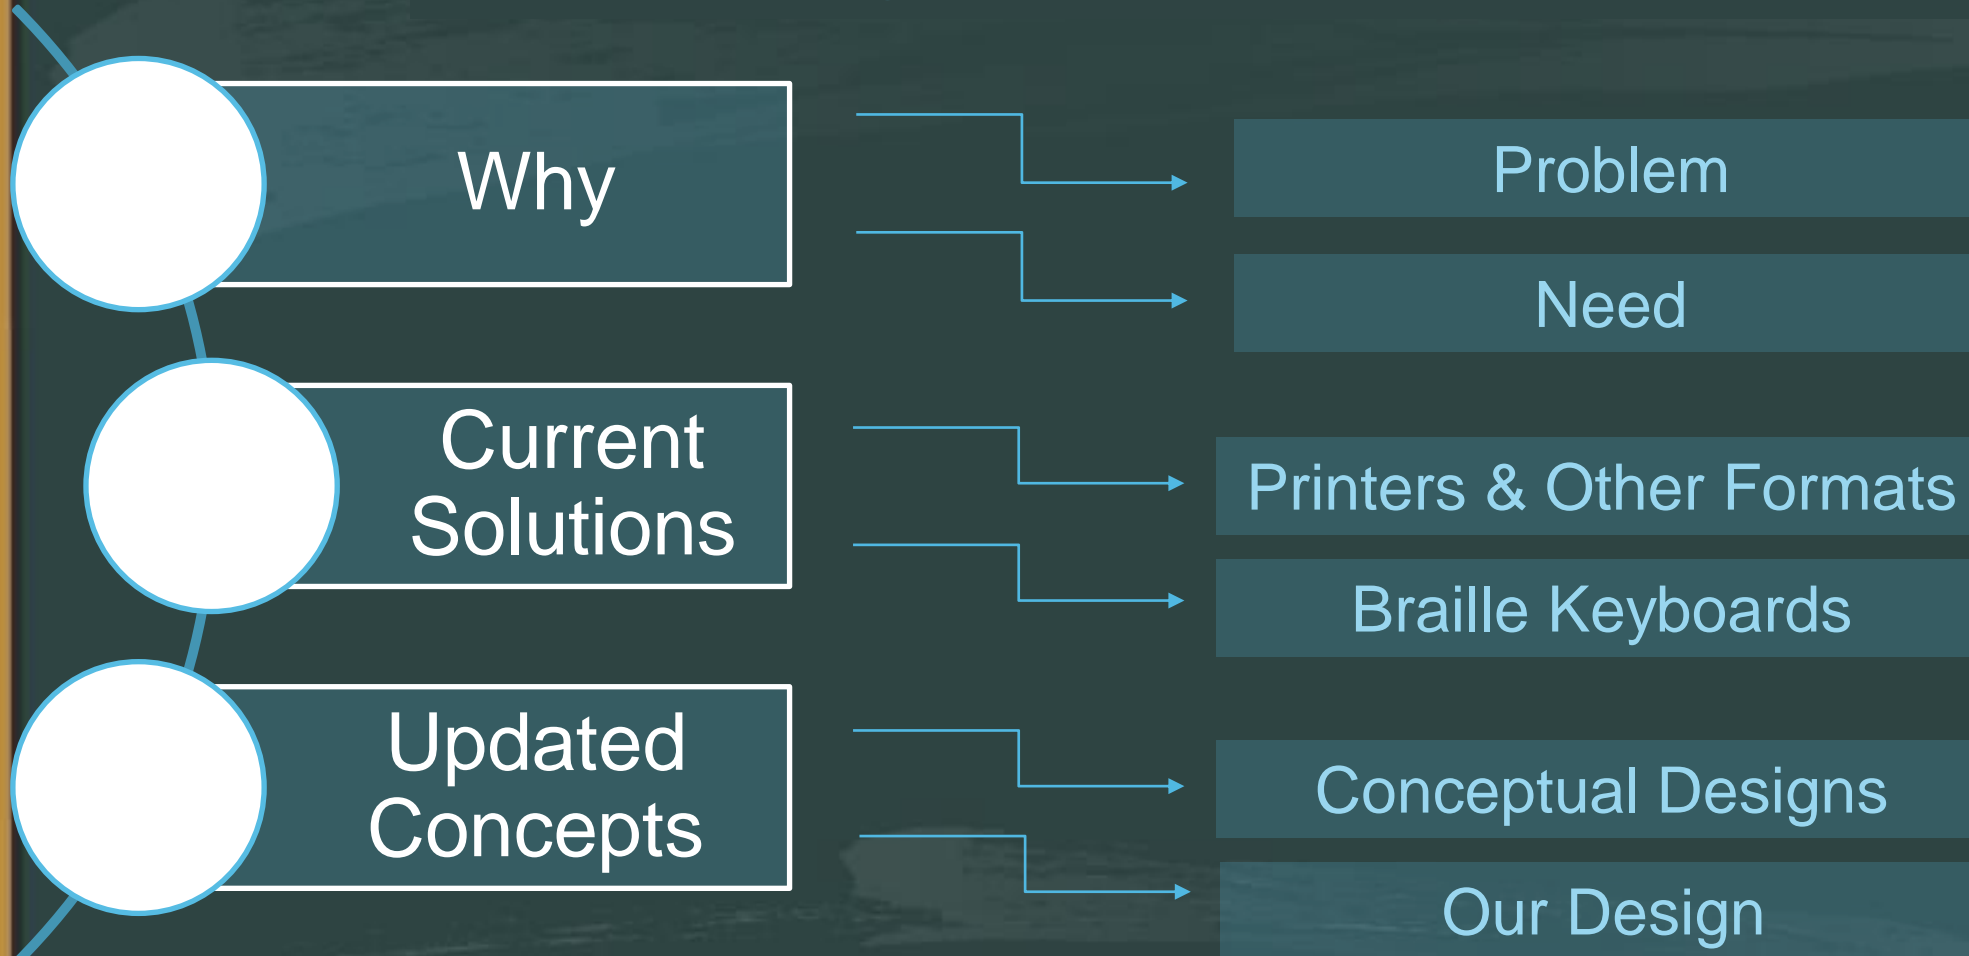 Why
Problem
Need
Current
Solutions
Printers & Other Formats
Braille Keyboards
Updated
Concepts
Conceptual Designs
Our Design